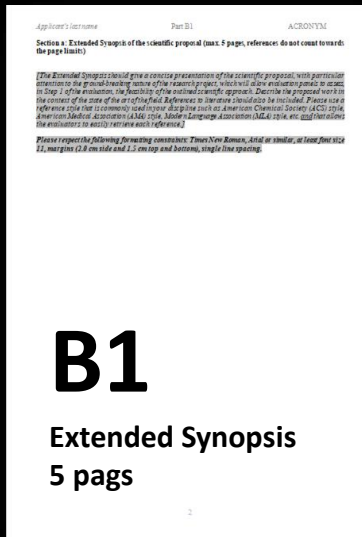 Applicant's last name Part B1 ACRONYM
Section a: Extended Synopsis of the scientific proposal (max. 5 pages, references do not count towards
the page limits)
[The Extended Synopsis should give a concise presentation of the scientific proposal, with particular
attention to the ground-breaking nature of the research project, which will allow evaluation panels to assess,
in Step 1 of the evaluation, the feasibility of the outlined scientific approach. Describe the proposed work in
the context of the state of the art of the field. References to literature should also be included. Please use a
reference style that is commonly used in your discipline such as American Chemical Society (ACS) style,
American Medical Association (AMA) style, Modern Language Association (MLA) style, etc. and that allows
the evaluators to easily retrieve each reference.]
Please respect the following formating constraints: Times New Roman, Arial or similar, at least font size
11, margins (2.0 cm side and 1.5 cm top and bottom), single line spacing.
B1
Extended Synopsis
5 pags
2